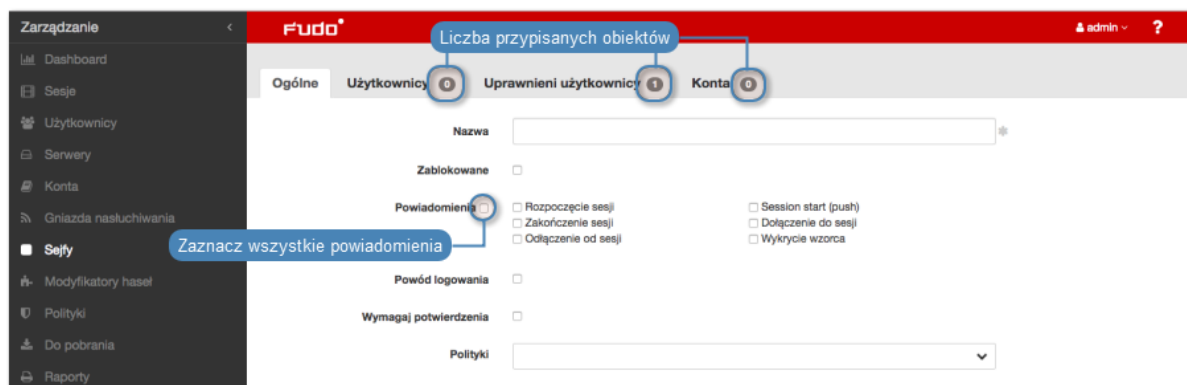 Zarządzanie
FUDO
Liczba przypisanych obiektów
admin
?
Dashboard
Sesje
Użytkownicy
Serwery
Konta
Gniazda nasłuchiwania
Sejfy
Modyfikatory haseł
Polityki
Do pobrania
Raporty
Ogólne
Użytkownicy 0
Uprawnieni użytkownicy 1
Konta 0
Nazwa
Zablokowane
Powiadomienia
Rozpoczęcie sesji
Session start (push)
Zakończenie sesji
Dołączenie do sesji
Odłączenie od sesji
Wykrycie wzorca
Zaznacz wszystkie powiadomienia
Powód logowania
Wymagaj potwierdzenia
Polityki